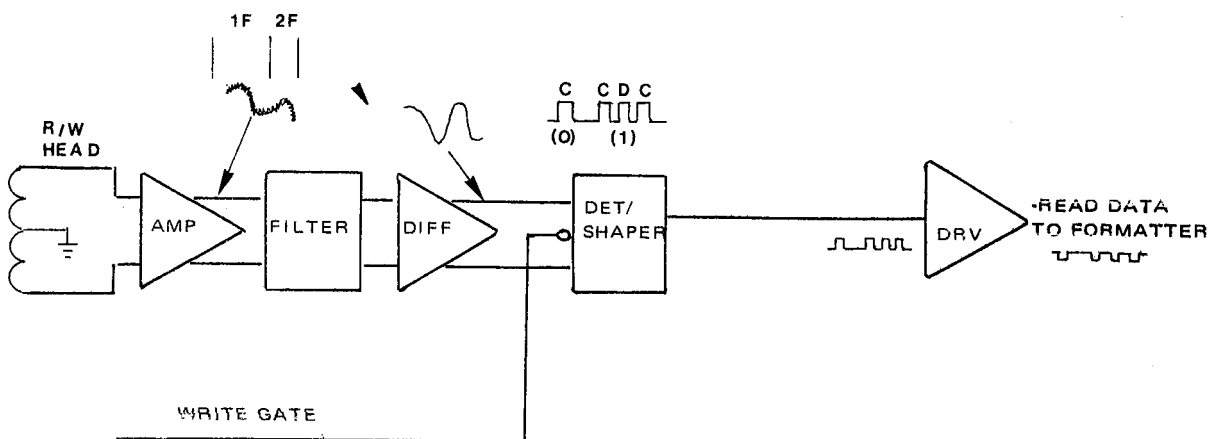 1F 2F
C C D C
(0) (1)
R/W
HEAD
AMP
FILTER
DIFF
DET/
SHAPER
DRV
-READ DATA
TO FORMATTER
WRITE GATE